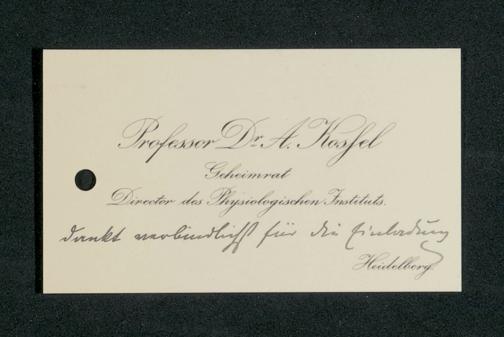 Professor Dr. A. Kossel
Geheimrat
Director des Physiologischen Instituts.
dankt verbindlichst für die Einladung
Heidelberg